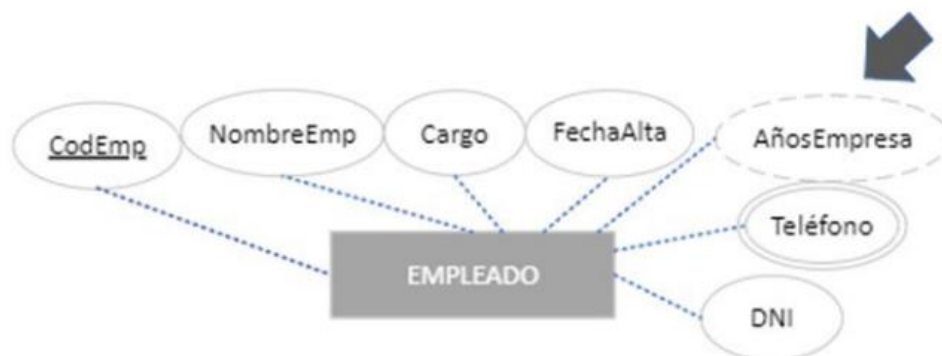 CodEmp
NombreEmp
Cargo
FechaAlta
AñosEmpresa
Teléfono
EMPLEADO
DNI